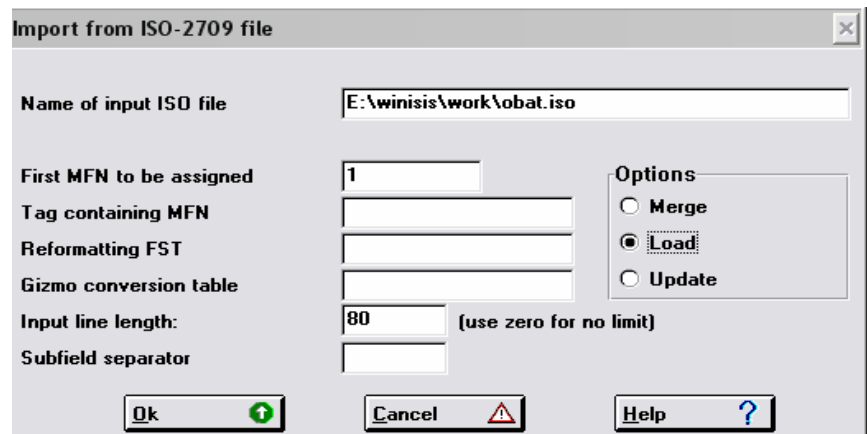 Import from ISO-2709 file
Name of input ISO file E:\winisis\work\obat.iso
First MFN to be assigned 1
Tag containing MFN
Reformatting FST
Gizmo conversion table
Input line length: 80 (use zero for no limit)
Subfield separator
Options
Merge
Load
Update
Ok
Cancel
Help ?